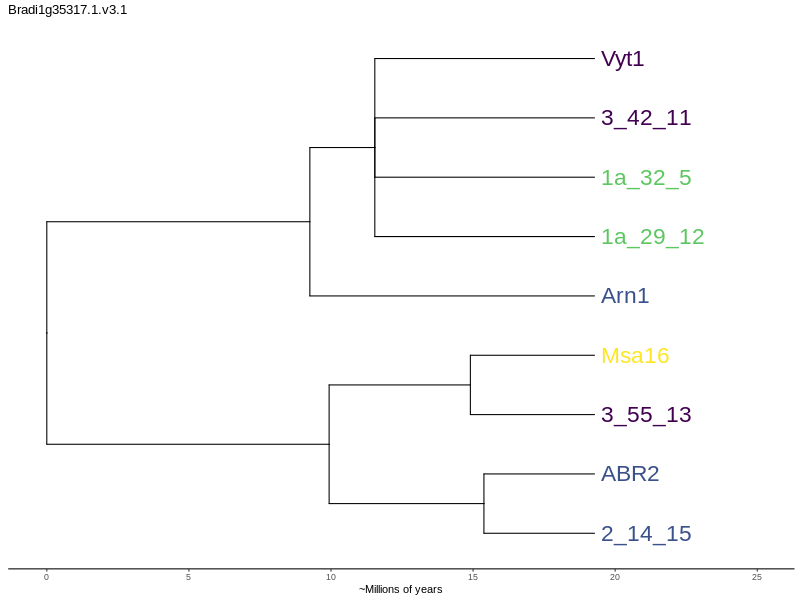 Bradi1g35317.1.v3.1
Vyt1
3_42_11
1a_32_5
1a_29_12
Arn1
Msa16
3_55_13
ABR2
2_14_15
0 5 10 15 20 25
~Millions of years